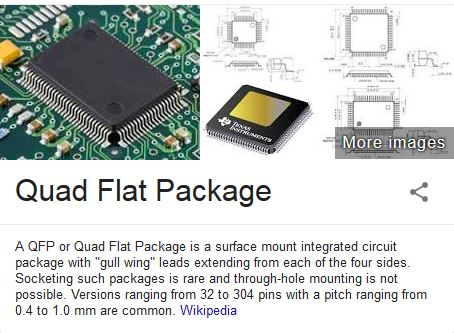 TEXAS
INSTRUMENTS
More images
Quad Flat Package
A QFP or Quad Flat Package is a surface mount integrated circuit
package with "gull wing" leads extending from each of the four sides.
Socketing such packages is rare and through-hole mounting is not
possible. Versions ranging from 32 to 304 pins with a pitch ranging from
0.4 to 1.0 mm are common. Wikipedia